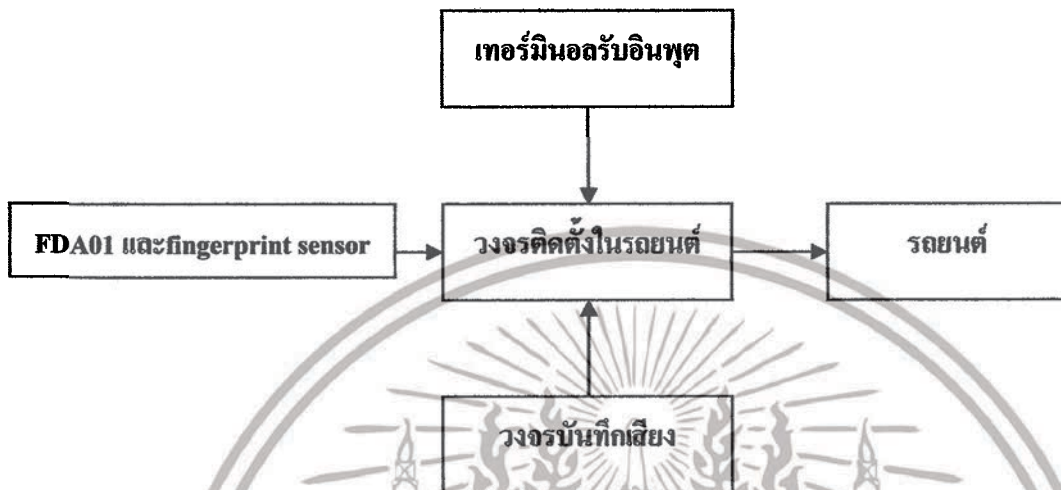 เทอร์มินอลรับอินพุต
FDA01 และfingerprint sensor
วงจรติดตั้งในรถยนต์
รถยนต์
วงจรบันทึกเสียง